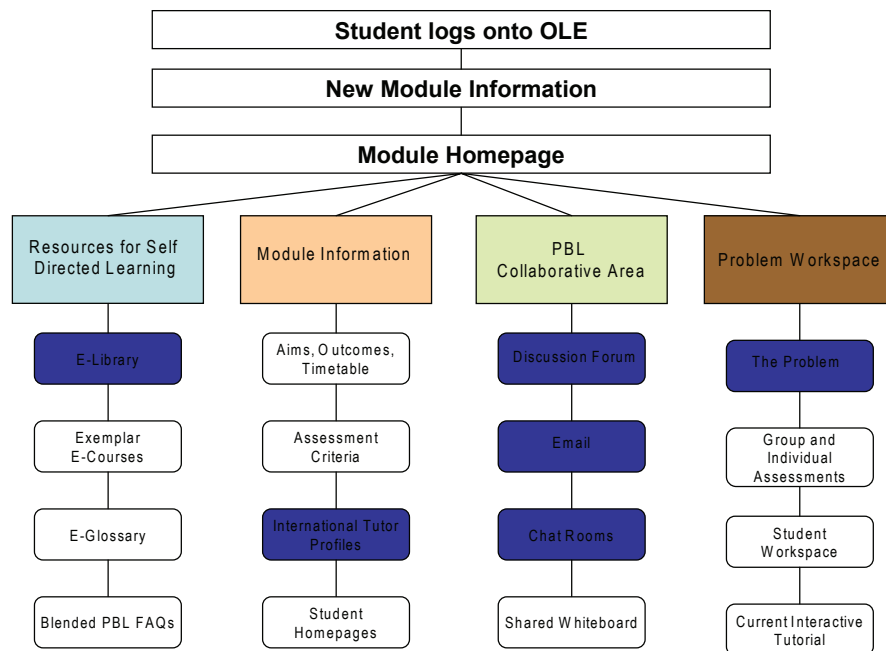 Student logs onto OLE
New Module Information
Module Homepage
Resources for Self
Directed Learning
Module Information
PBL
Collaborative Area
Problem Workspace
E-Library
Aims, Outcomes,
Timetable
Discussion Forum
The Problem
Exemplar
E-Courses
Assessment
Criteria
Email
Group and
Individual
Assessments
E-Glossary
International Tutor
Profiles
Chat Rooms
Student
Workspace
Blended PBL FAQs
Student
Homepages
Shared Whiteboard
Current Interactive
Tutorial